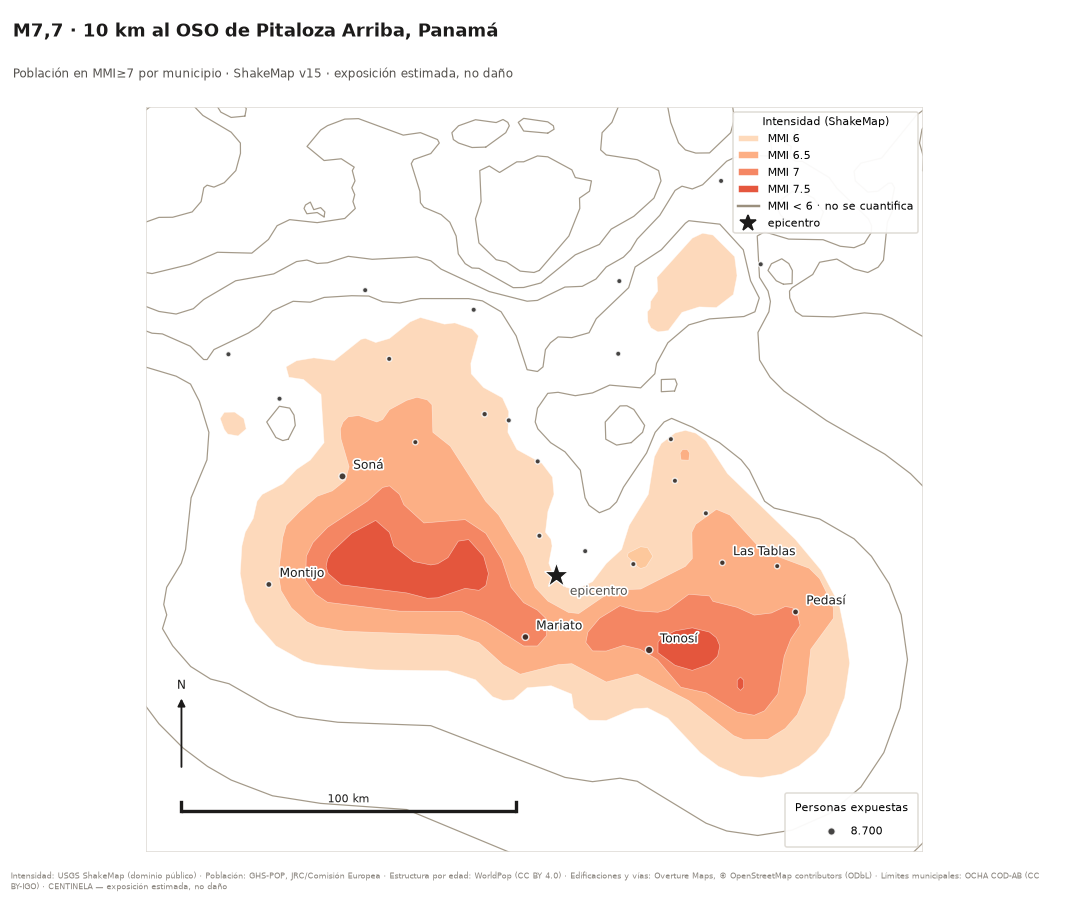 M7,7 · 10 km al OSO de Pitaloza Arriba, Panamá
Población en MMI≥7 por municipio · ShakeMap v15 · exposición estimada, no daño
Intensidad (ShakeMap)
MMI 6
MMI 6.5
MMI 7
MMI 7.5
MMI < 6 · no se cuantifica
epicentro
Soná
Las Tablas
Montijo
epicentro
Pedasí
Mariato
Tonosí
N
100 km
Personas expuestas
8.700
Intensidad: USGS ShakeMap (dominio público) · Población: GHS-POP, JRC/Comisión Europea · Estructura por edad: WorldPop (CC BY 4.0) · Edificaciones y vías: Overture Maps, © OpenStreetMap contributors (ODbL) · Límites municipales: OCHA COD-AB (CC
BY-IGO) · CENTINELA — exposición estimada, no daño